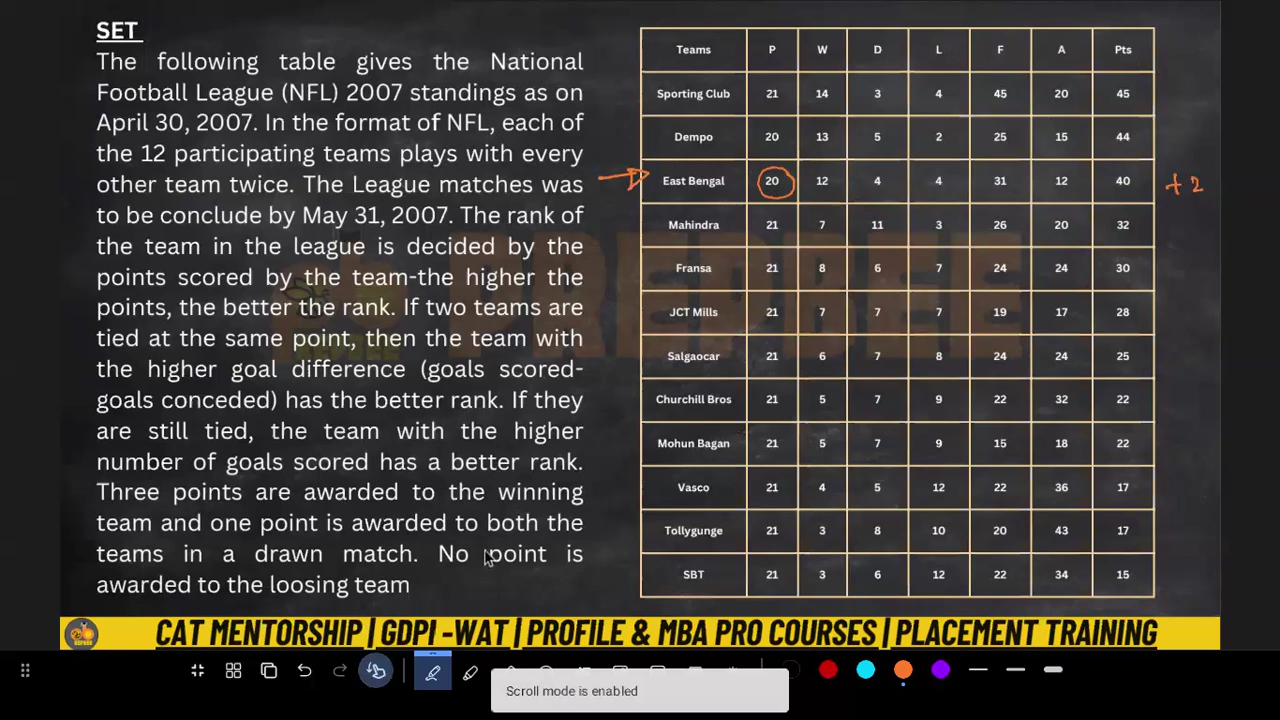 SET
The following table gives the National
Football League (NFL) 2007 standings as on
April 30, 2007. In the format of NFL, each of
the 12 participating teams plays with every
other team twice. The League matches was
to be conclude by May 31, 2007. The rank of
the team in the league is decided by the
points scored by the team-the higher the
points, the better the rank. If two teams are
tied at the same point, then the team with
the higher goal difference (goals scored-
goals conceded) has the better rank. If they
are still tied, the team with the higher
number of goals scored has a better rank.
Three points are awarded to the winning
team and one point is awarded to both the
teams in a drawn match. No point is
awarded to the loosing team
Teams P W D L F A Pts
Sporting Club 21 14 3 4 45 20 45
Dempo 20 13 5 2 25 15 44
East Bengal 20 12 4 4 31 12 40 +2
Mahindra 21 7 11 3 26 20 32
Fransa 21 8 6 7 24 24 30
JCT Mills 21 7 7 7 19 17 28
Salgaocar 21 6 7 8 24 24 25
Churchill Bros 21 5 7 9 22 32 22
Mohun Bagan 21 5 7 9 15 18 22
Vasco 21 4 5 12 22 36 17
Tollygunge 21 3 8 10 20 43 17
SBT 21 3 6 12 22 34 15
PREPBEE
CAT MENTORSHIP | GDPI -WAT | PROFILE & MBA PRO COURSES | PLACEMENT TRAINING
Scroll mode is enabled